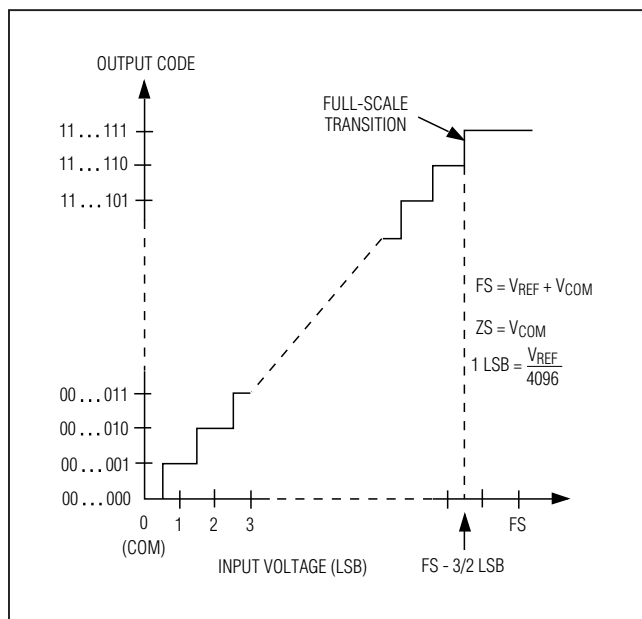 OUTPUT CODE
FULL-SCALE
TRANSITION
11...111
11...110
11...101
FS = VREF + VCOM
ZS = VCOM
1 LSB = VREF
4096
00...011
00...010
00...001
00...000
0 1 2 3 FS
(COM)
INPUT VOLTAGE (LSB) FS - 3/2 LSB